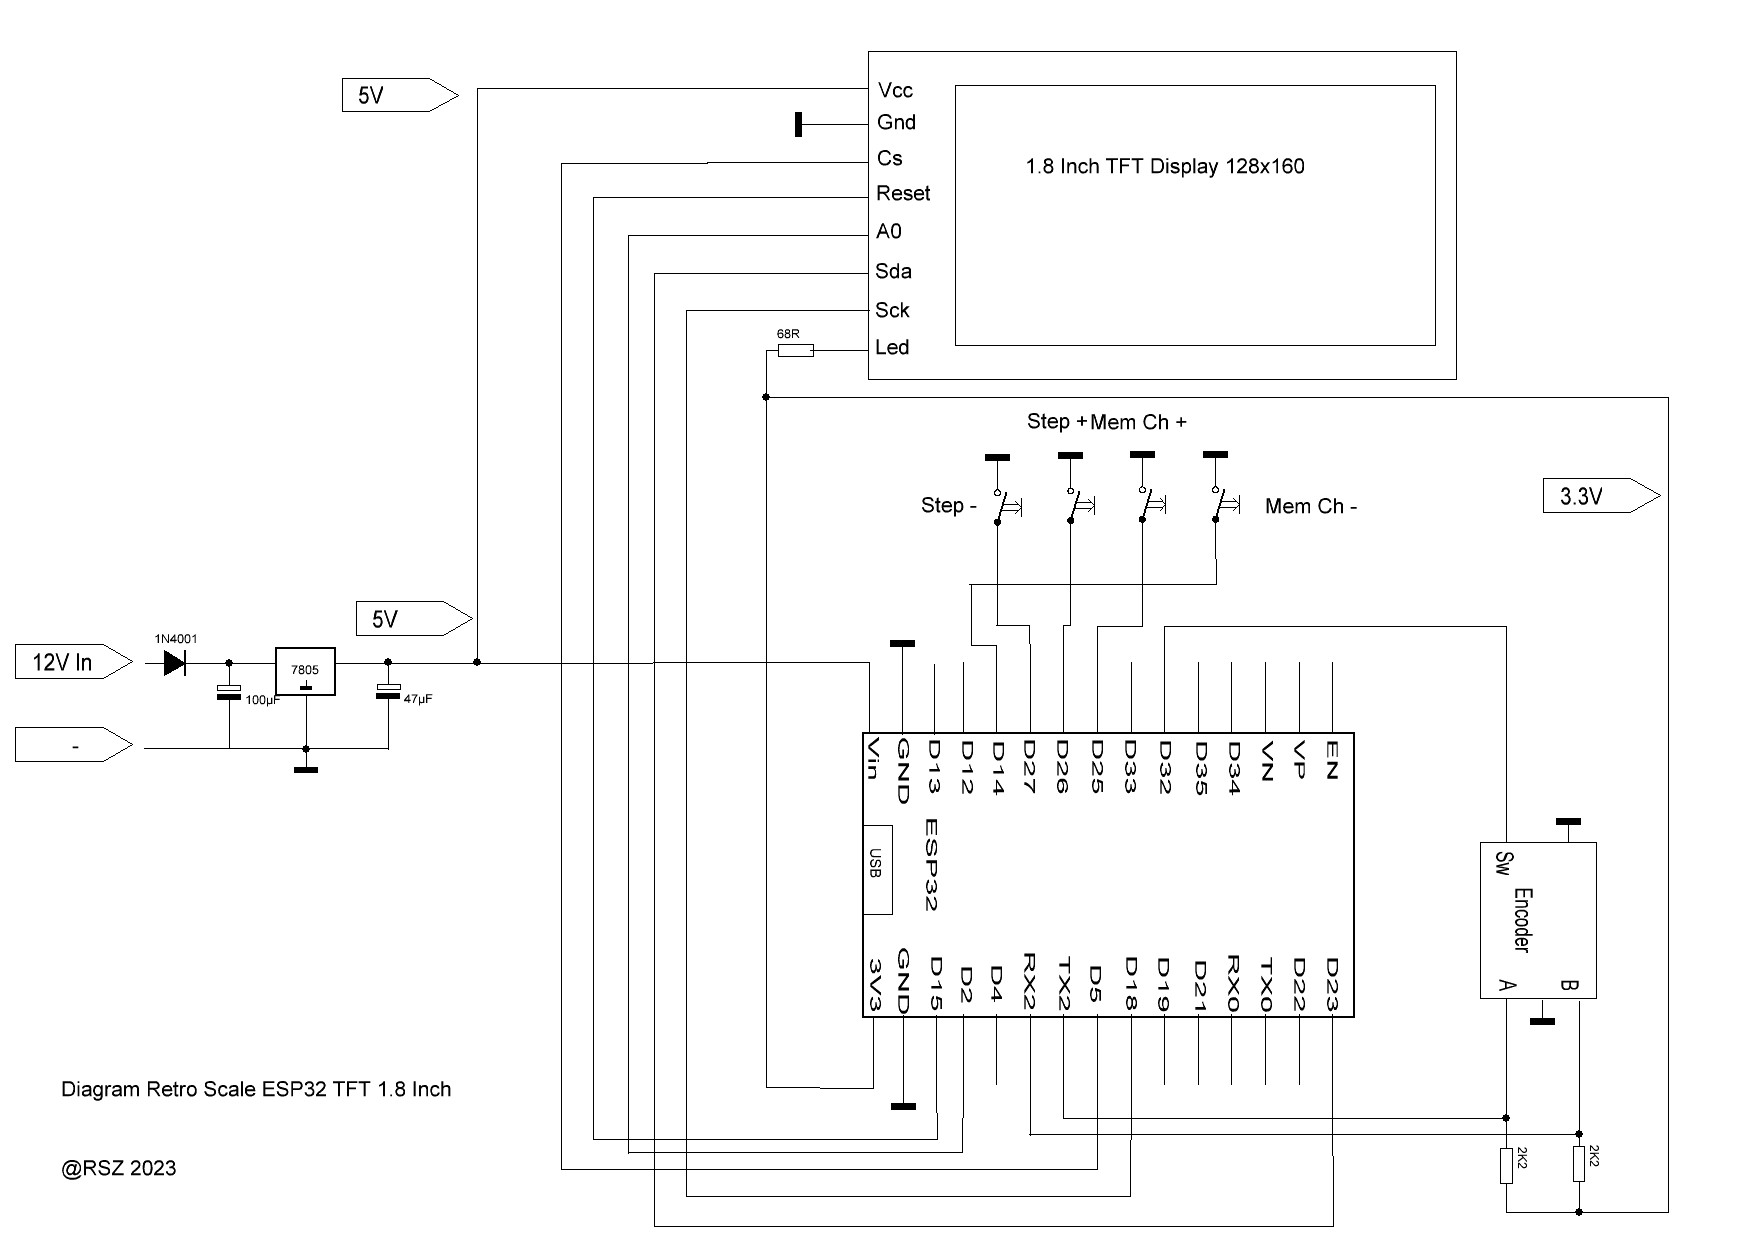 5V
Vcc
Gnd
Cs
Reset
A0
Sda
Sck
Led
1.8 Inch TFT Display 128x160
68R
Step + Mem Ch +
Step -
Mem Ch -
3.3V
5V
12V In
1N4001
7805
100µF
47µF
-
Vin
GND
D13
D12
D14
D27
D26
D25
D33
D32
D35
D34
VN
VP
EN
USB
ESP32
3V3
GND
D15
D2
D4
RX2
TX2
D5
D18
D19
D21
RX0
TX0
D22
D23
Sw
Encoder
A
B
2K2
2K2
Diagram Retro Scale ESP32 TFT 1.8 Inch
@RSZ 2023